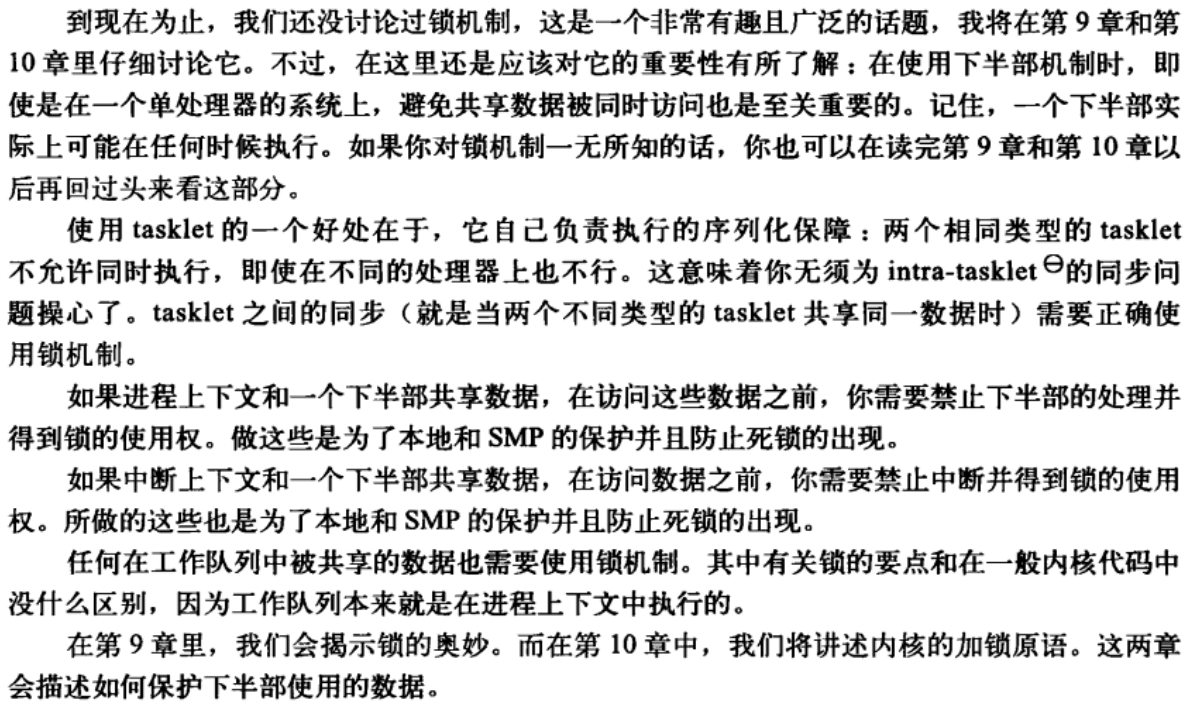 到现在为止，我们还没讨论过锁机制，这是一个非常有趣且广泛的话题，我将在第 9 章和第
10 章里仔细讨论它。不过，在这里还是应该对它的重要性有所了解：在使用下半部机制时，即
使是在一个单处理器的系统上，避免共享数据被同时访问也是至关重要的。记住，一个下半部实
际上可能在任何时候执行。如果你对锁机制一无所知的话，你也可以在读完第 9 章和第 10 章以
后再回过头来看这部分。
使用 tasklet 的一个好处在于，它自己负责执行的序列化保障：两个相同类型的 tasklet
不允许同时执行，即使在不同的处理器上也不行。这意味着你无须为 intra-tasklet ⊖的同步问
题操心了。tasklet 之间的同步（就是当两个不同类型的 tasklet 共享同一数据时）需要正确使
用锁机制。
如果进程上下文和一个下半部共享数据，在访问这些数据之前，你需要禁止下半部的处理并
得到锁的使用权。做这些是为了本地和 SMP 的保护并且防止死锁的出现。
如果中断上下文和一个下半部共享数据，在访问数据之前，你需要禁止中断并得到锁的使用
权。所做的这些也是为了本地和 SMP 的保护并且防止死锁的出现。
任何在工作队列中被共享的数据也需要使用锁机制。其中有关锁的要点和在一般内核代码中
没什么区别，因为工作队列本来就是在进程上下文中执行的。
在第 9 章里，我们会揭示锁的奥妙。而在第 10 章中，我们将讲述内核的加锁原语。这两章
会描述如何保护下半部使用的数据。